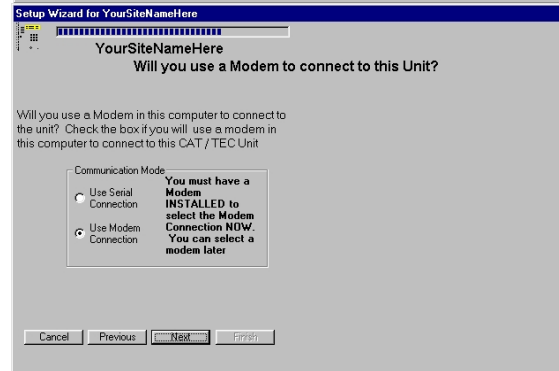 Setup Wizard for YourSiteNameHere
YourSiteNameHere
Will you use a Modem to connect to this Unit?
Will you use a Modem in this computer to connect to
the unit? Check the box if you will use a modem in
this computer to connect to this CAT / TEC Unit
Communication Mode
Use Serial
Connection
Use Modem
Connection
You must have a
Modem
INSTALLED to
select the Modem
Connection NOW.
You can select a
modem later
Cancel Previous Next Finish